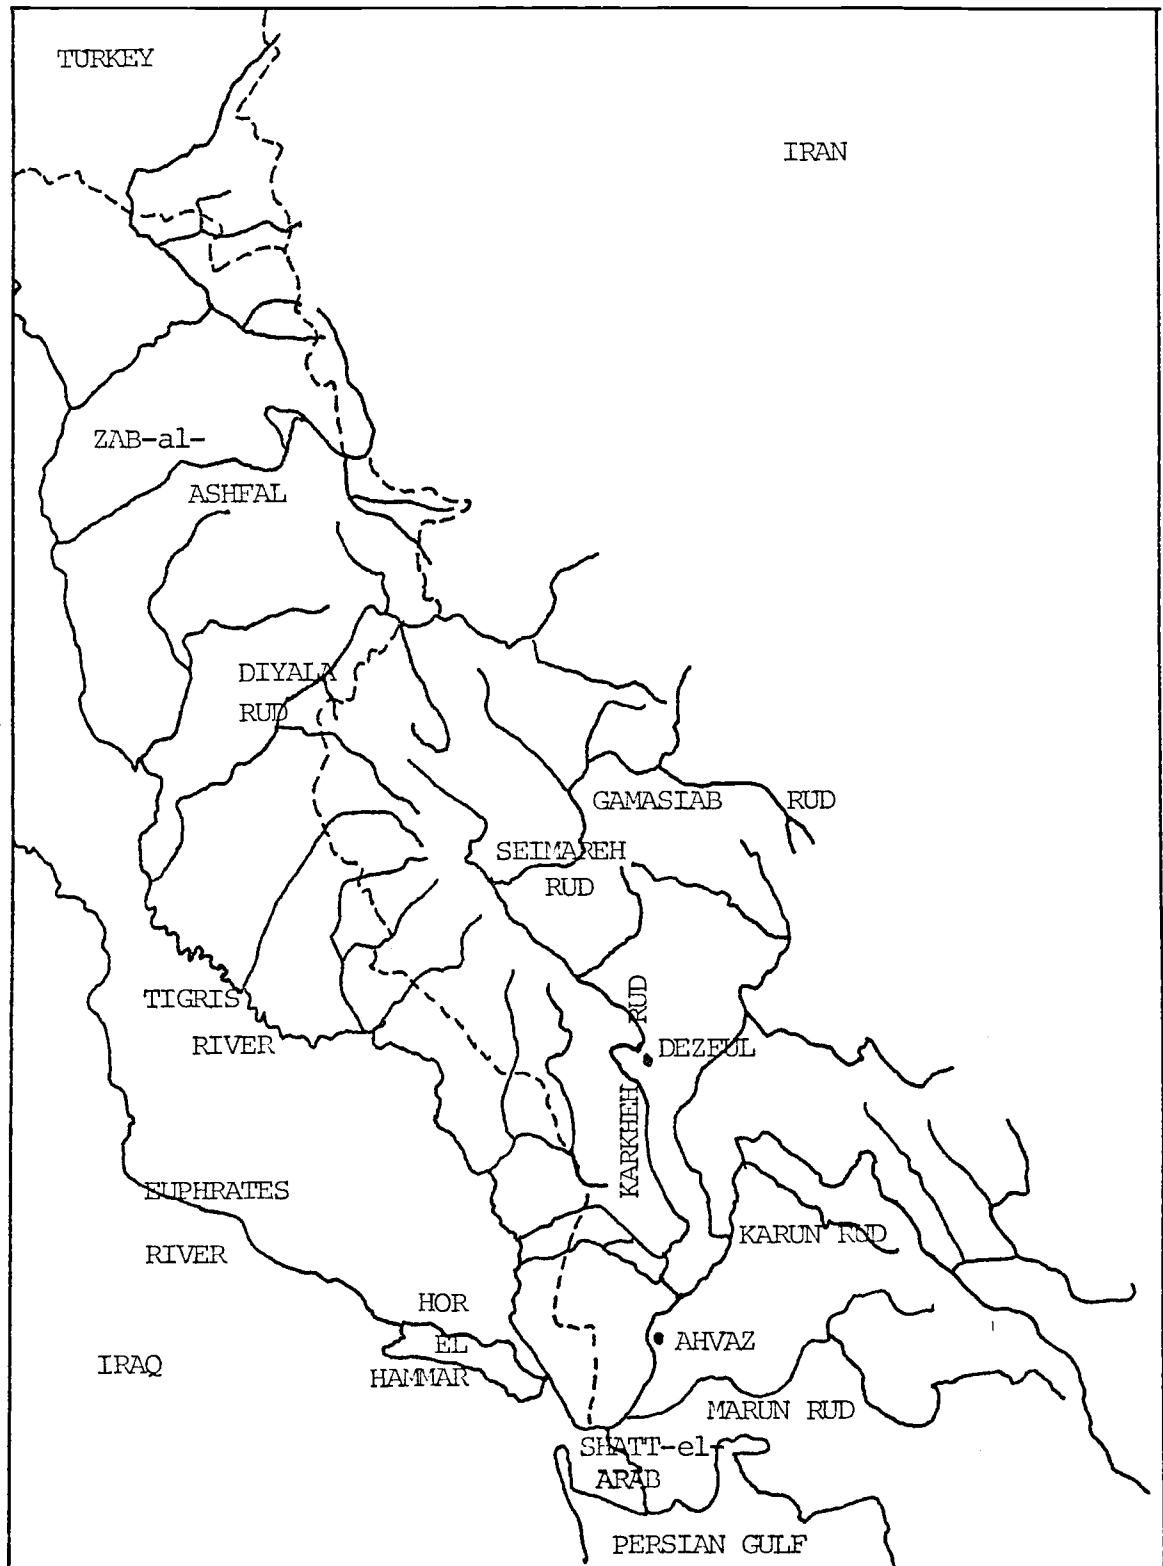 TURKEY
IRAN
ZAB-al-
ASHFAL
DIYALA
RUD
GAMASIAB RUD
SEIMAREH
RUD
TIGRIS
RIVER
KARKHEH RUD
DEZFUL
EUPHRATES
RIVER
KARUN RUD
HOR
EL
HAMMAR
IRAQ
AHVAZ
MARUN RUD
SHATT-el-
ARAB
PERSIAN GULF